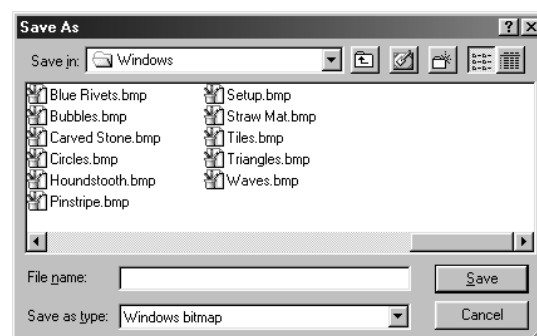 Save As
Save in: Windows
Blue Rivets.bmp
Bubbles.bmp
Carved Stone.bmp
Circles.bmp
Houndstooth.bmp
Pinstripe.bmp
Setup.bmp
Straw Mat.bmp
Tiles.bmp
Triangles.bmp
Waves.bmp
File name:
Save
Save as type: Windows bitmap
Cancel